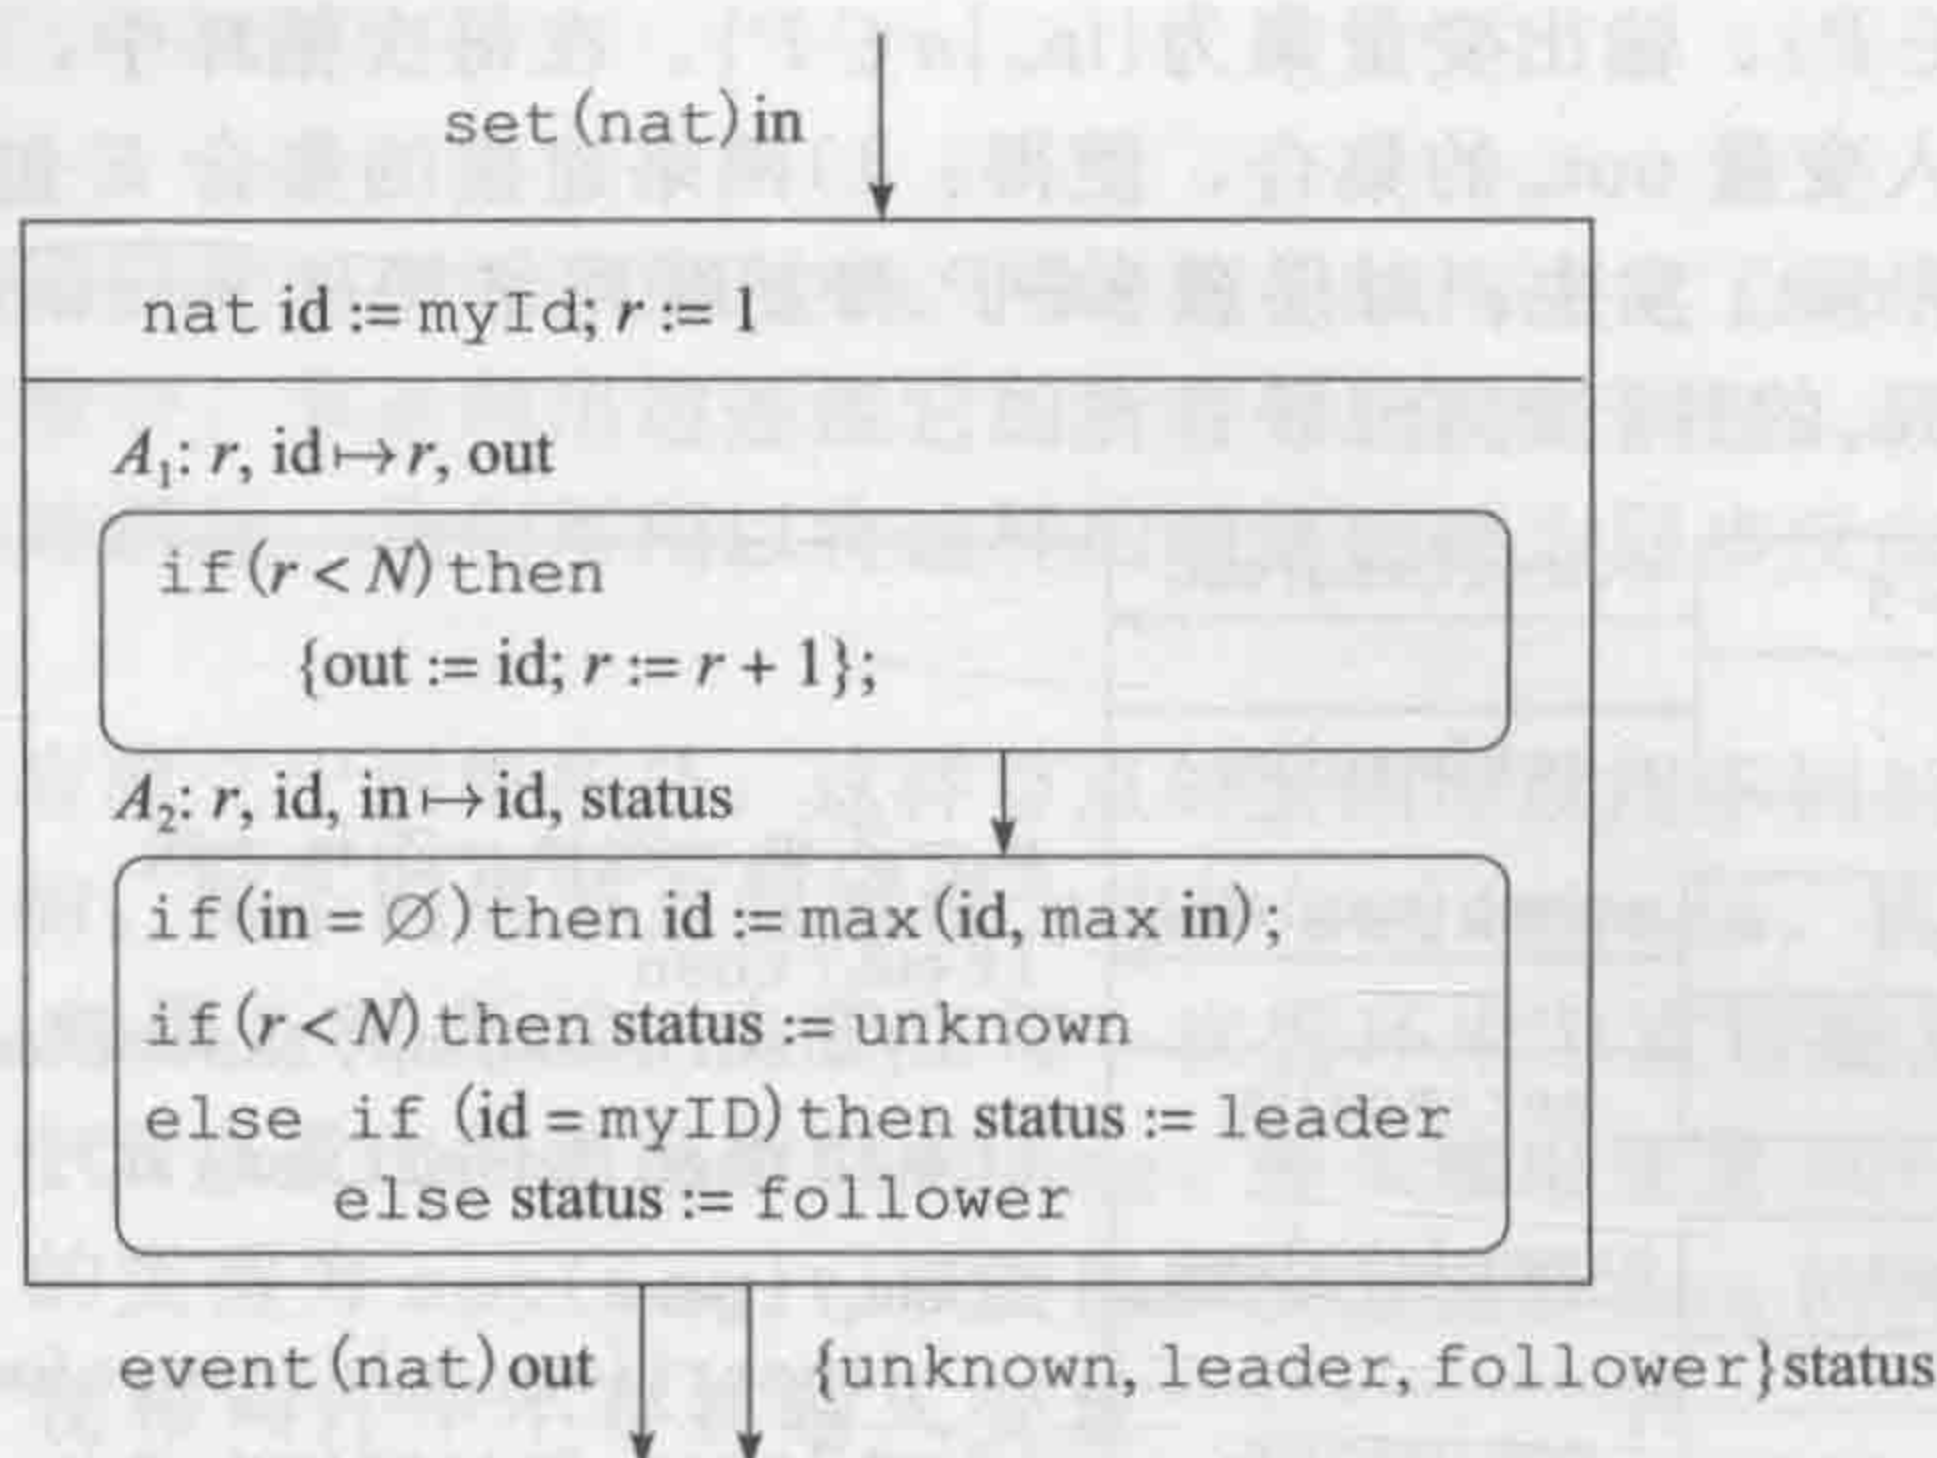 set(nat)in
nat id := myId; r := 1
A₁: r, id ↦ r, out
if(r < N)then
{out := id; r := r + 1};
A₂: r, id, in ↦ id, status
if(in = ∅)then id := max(id, max in);
if(r < N)then status := unknown
else if (id = myID)then status := leader
else status := follower
event(nat)out
{unknown, leader, follower}status